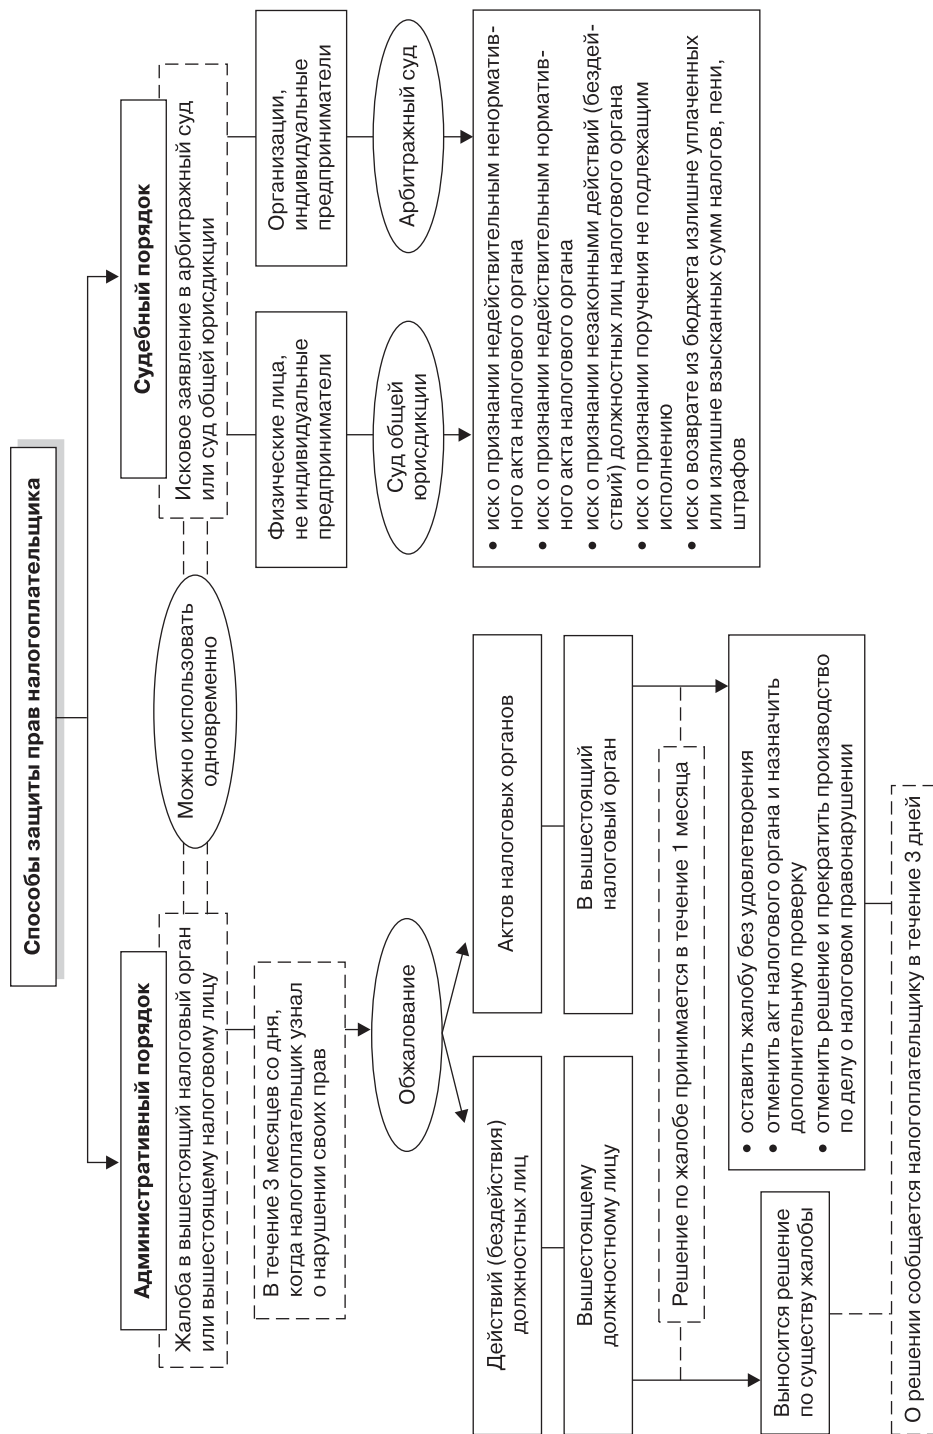 Способы защиты прав налогоплательщика
Административный порядок
Жалоба в вышестоящий налоговый орган
или вышестоящему налоговому лицу
Можно использовать
одновременно
Судебный порядок
Исковое заявление в арбитражный суд
или суд общей юрисдикции
В течение 3 месяцев со дня,
когда налогоплательщик узнал
о нарушении своих прав
Обжалование
Действий (бездействия)
должностных лиц
Вышестоящему
должностному лицу
Актов налоговых органов
В вышестоящий
налоговый орган
Решение по жалобе принимается в течение 1 месяца
Выносится решение
по существу жалобы
• оставить жалобу без удовлетворения
• отменить акт налогового органа и назначить
дополнительную проверку
• отменить решение и прекратить производство
по делу о налоговом правонарушении
О решении сообщается налогоплательщику в течение 3 дней
Физические лица,
не индивидуальные
предприниматели
Суд общей
юрисдикции
Организации,
индивидуальные
предприниматели
Арбитражный суд
• иск о признании недействительным ненорматив-
ного акта налогового органа
• иск о признании недействительным норматив-
ного акта налогового органа
• иск о признании незаконными действий (бездей-
ствий) должностных лиц налогового органа
• иск о признании поручения не подлежащим
исполнению
• иск о возврате из бюджета излишне уплаченных
или излишне взысканных сумм налогов, пени,
штрафов